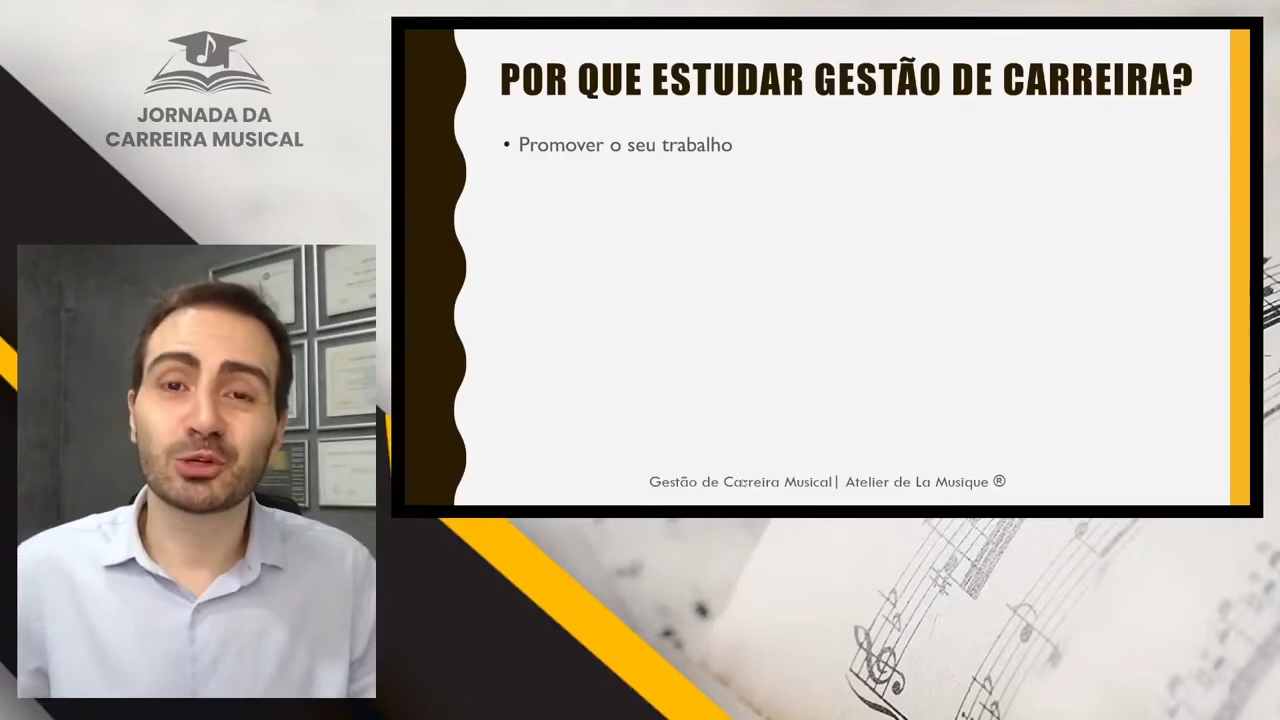 JORNADA DA
CARREIRA MUSICAL
POR QUE ESTUDAR GESTÃO DE CARREIRA?
• Promover o seu trabalho
Gestão de Carreira Musical| Atelier de La Musique ®